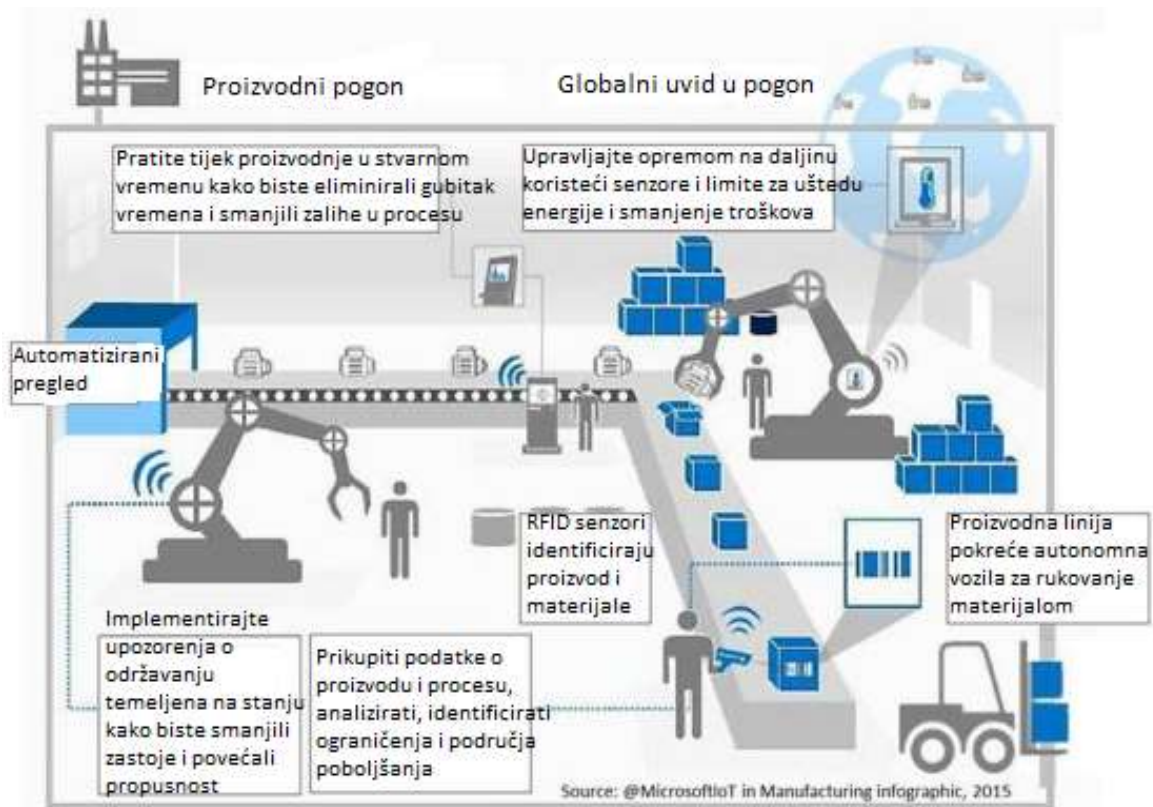 Proizvodni pogon
Globalni uvid u pogon
Pratite tijek proizvodnje u stvarnom
vremenu kako biste eliminirali gubitak
vremena i smanjili zalihe u procesu
Upravljajte opremom na daljinu
koristeći senzore i limite za uštedu
energije i smanjenje troškova
Automatizirani
pregled
RFID senzori
identificiraju
proizvod i
materijale
Proizvodna linija
pokreće autonomna
vozila za rukovanje
materijalom
Implementirajte
upozorenja o
održavanju
temeljena na stanju
kako biste smanjili
zastoje i povećali
propusnost
Prikupiti podatke o
proizvodu i procesu,
analizirati, identificirati
ograničenja i područja
poboljšanja
Source: @MicrosoftIoT in Manufacturing infographic, 2015